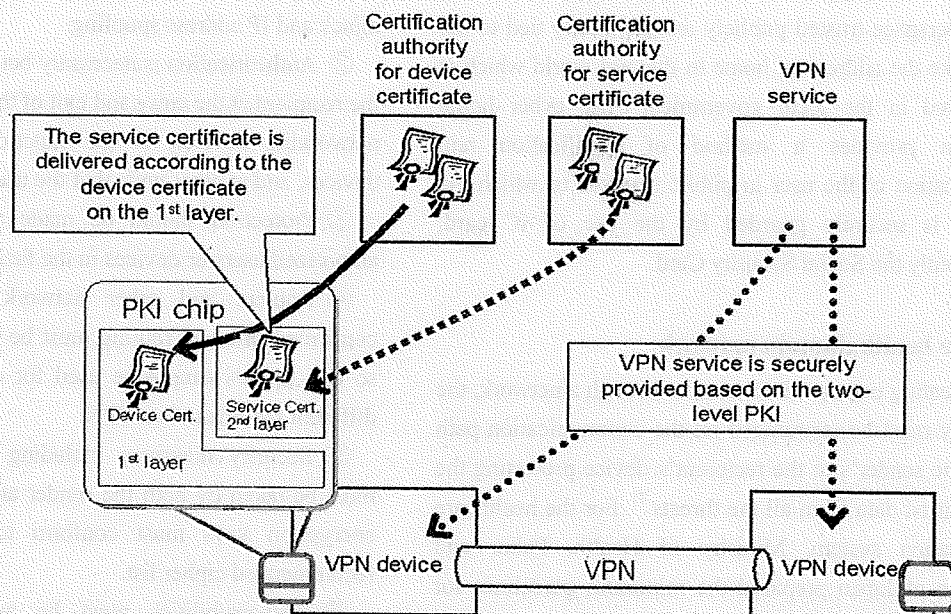 Certification
authority
for device
certificate
Certification
authority
for service
certificate
VPN
service
The service certificate is
delivered according to the
device certificate
on the 1st layer.
PKI chip
Device Cert.
Service Cert.
2nd layer
1st layer
VPN service is securely
provided based on the two-
level PKI
VPN device
VPN
VPN device